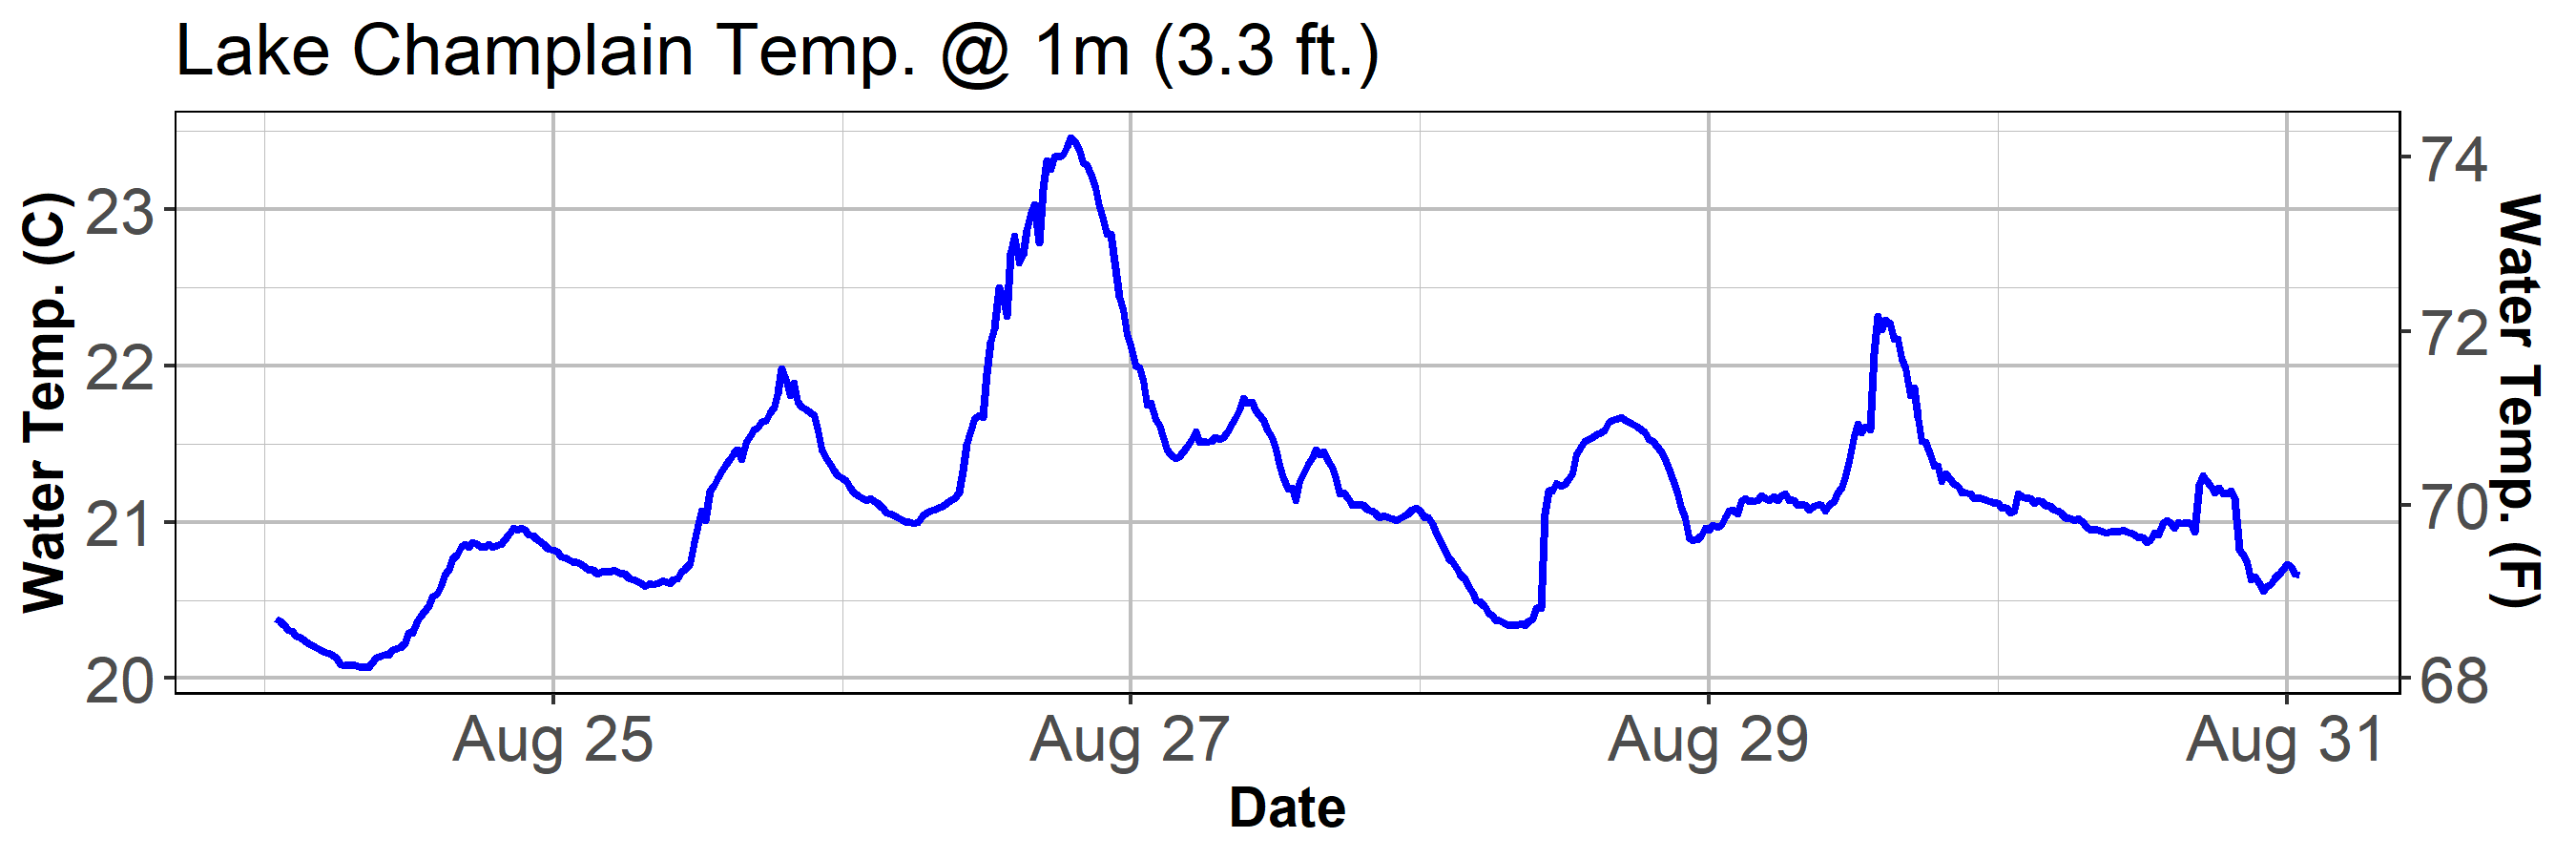 Lake Champlain Temp. @ 1m (3.3 ft.)
Water Temp. (C)
23
22
21
20
74
72
70
68
Water Temp. (F)
Aug 25
Aug 27
Aug 29
Aug 31
Date